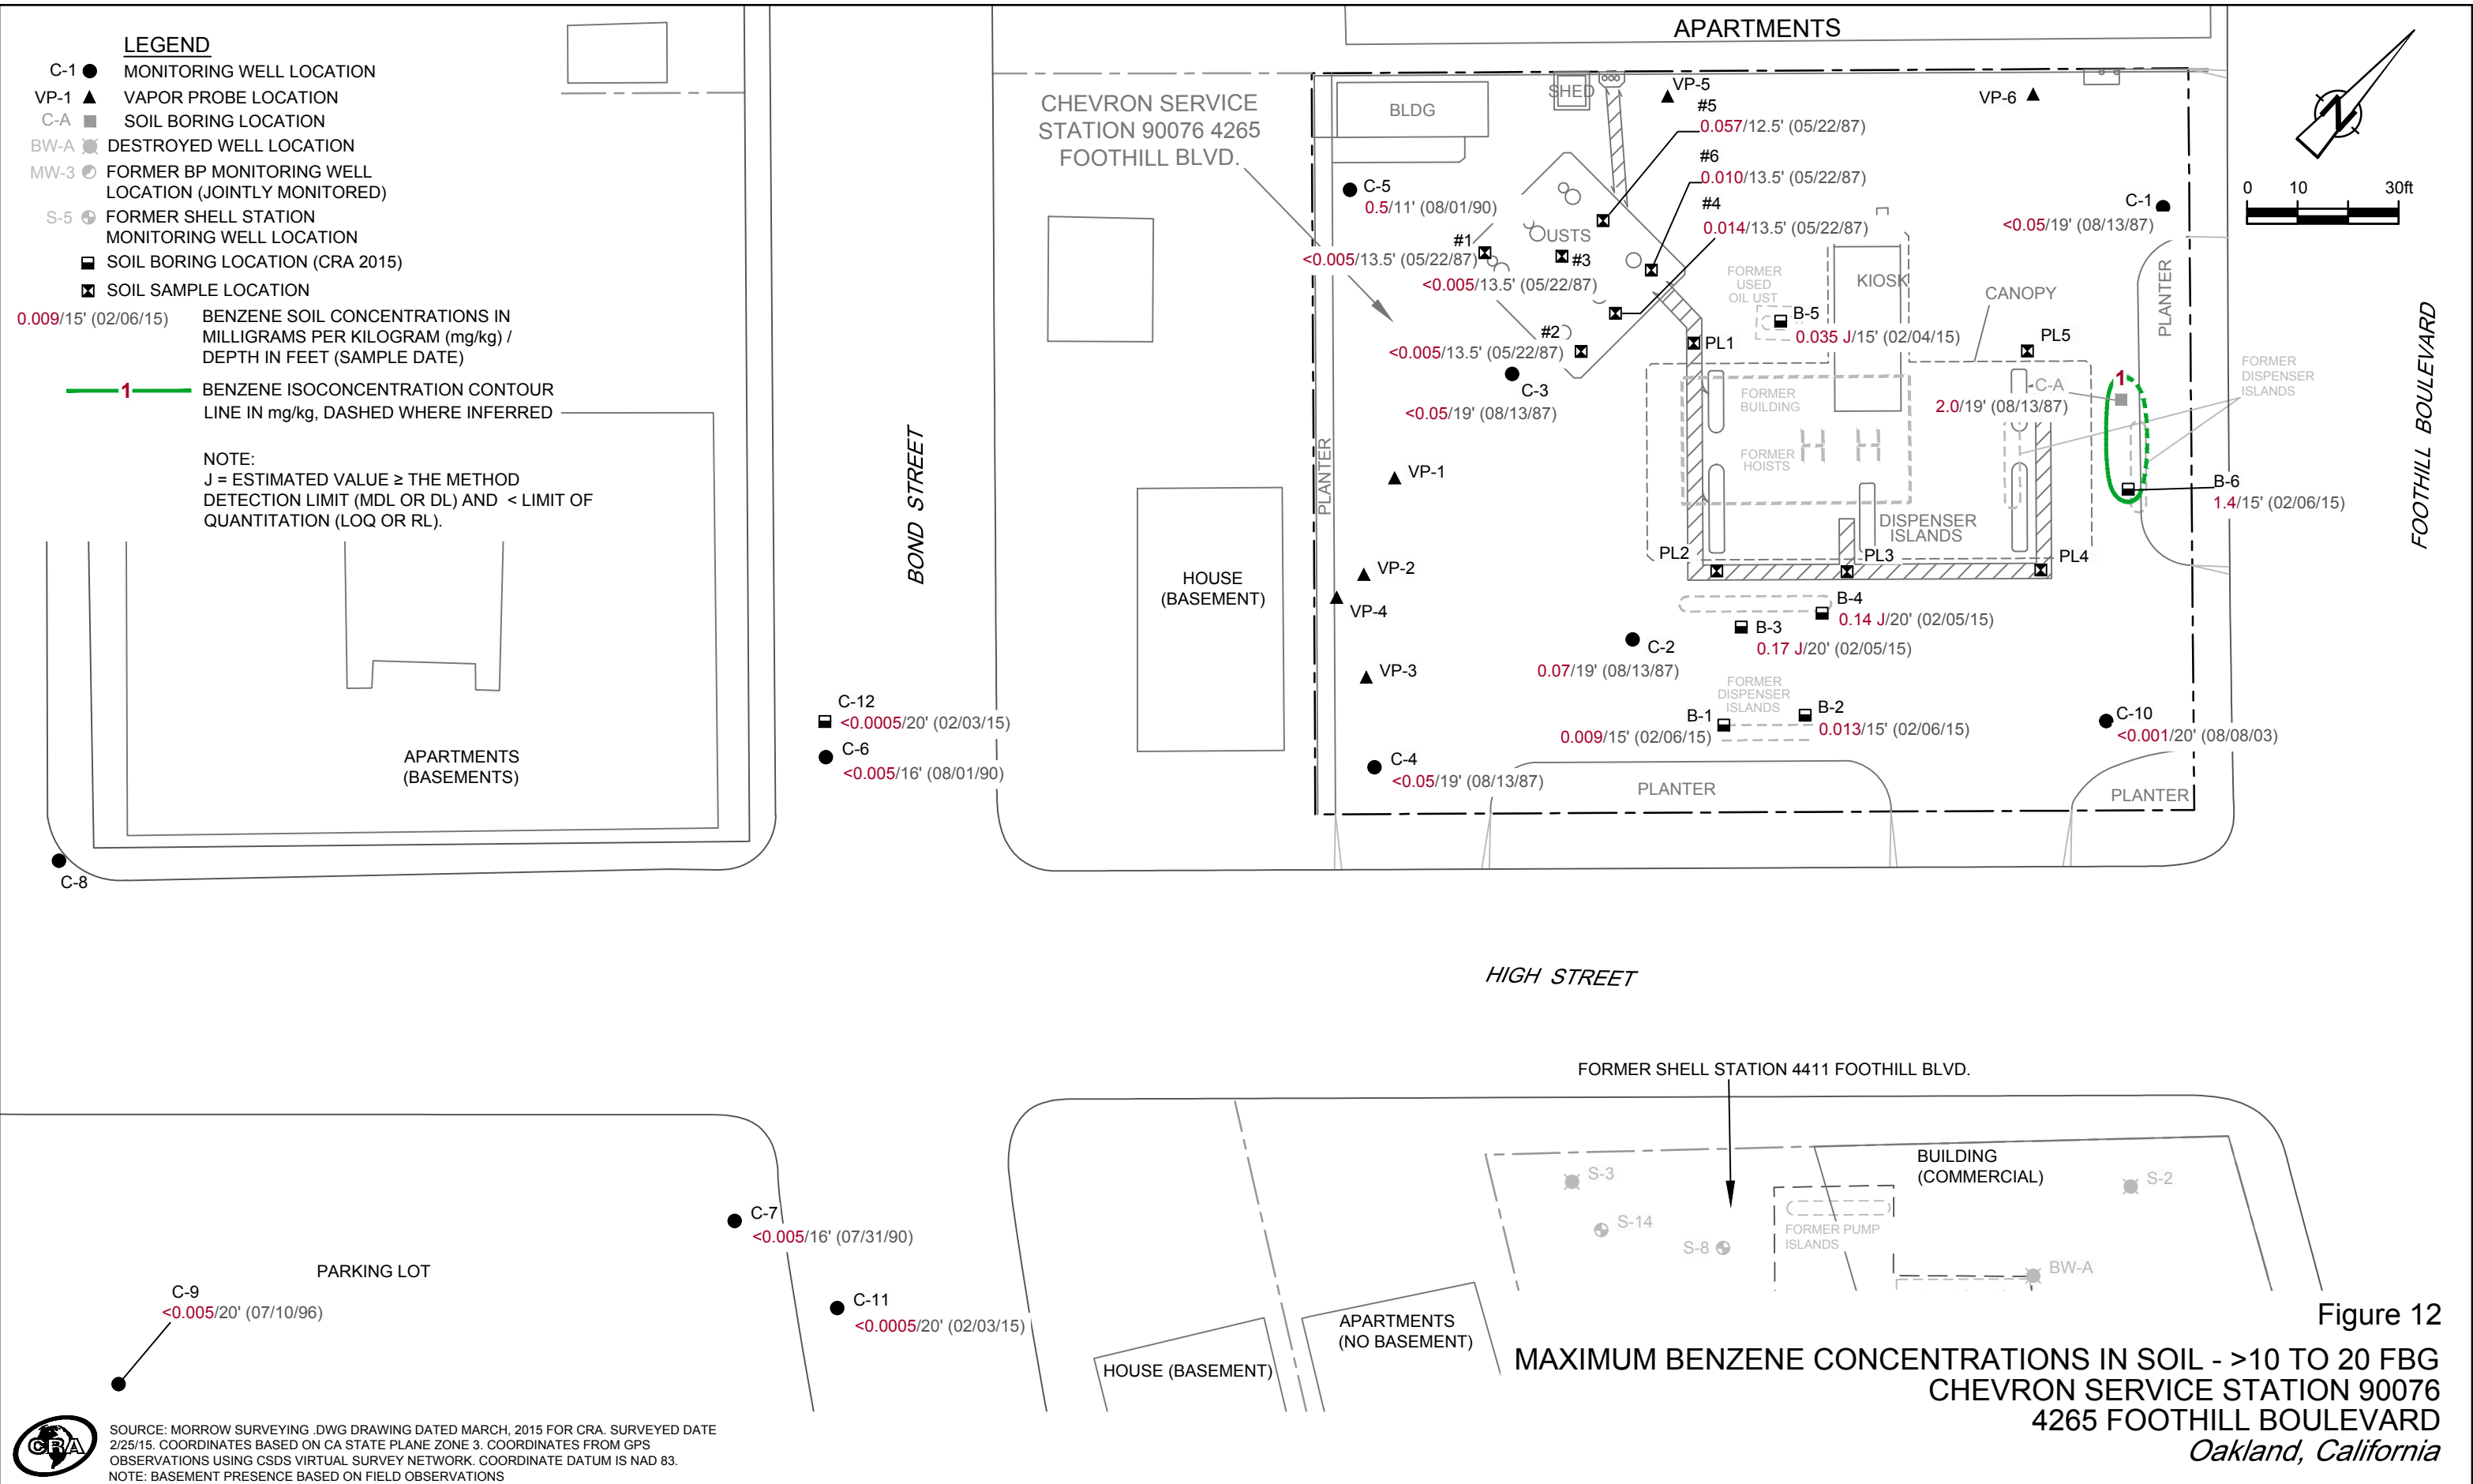 LEGEND
C-1 MONITORING WELL LOCATION
VP-1 VAPOR PROBE LOCATION
C-A SOIL BORING LOCATION
BW-A DESTROYED WELL LOCATION
MW-3 FORMER BP MONITORING WELL
LOCATION (JOINTLY MONITORED)
S-5 FORMER SHELL STATION
MONITORING WELL LOCATION
SOIL BORING LOCATION (CRA 2015)
SOIL SAMPLE LOCATION
0.009/15' (02/06/15) BENZENE SOIL CONCENTRATIONS IN
MILLIGRAMS PER KILOGRAM (mg/kg) /
DEPTH IN FEET (SAMPLE DATE)
1 BENZENE ISOCONCENTRATION CONTOUR
LINE IN mg/kg, DASHED WHERE INFERRED
NOTE:
J = ESTIMATED VALUE ≥ THE METHOD
DETECTION LIMIT (MDL OR DL) AND < LIMIT OF
QUANTITATION (LOQ OR RL).
APARTMENTS
(BASEMENTS)
C-8
BOND STREET
C-12
<0.0005/20' (02/03/15)
C-6
<0.005/16' (08/01/90)
HOUSE
(BASEMENT)
CHEVRON SERVICE
STATION 90076 4265
FOOTHILL BLVD.
APARTMENTS
BLDG
SHED
VP-5
VP-6
#5
0.057/12.5' (05/22/87)
#6
0.010/13.5' (05/22/87)
#4
0.014/13.5' (05/22/87)
C-5
0.5/11' (08/01/90)
#1
<0.005/13.5' (05/22/87)
USTS
#3
<0.005/13.5' (05/22/87)
#2
<0.005/13.5' (05/22/87)
C-3
<0.05/19' (08/13/87)
C-1
<0.05/19' (08/13/87)
N
0 10 30ft
FORMER
USED
OIL UST
B-5
0.035 J/15' (02/04/15)
KIOSK
CANOPY
PLANTER
FOOTHILL BOULEVARD
PL1
PL5
FORMER
BUILDING
FORMER
HOISTS
C-A
2.0/19' (08/13/87)
1
FORMER
DISPENSER
ISLANDS
B-6
1.4/15' (02/06/15)
PLANTER
VP-1
VP-2
VP-4
VP-3
DISPENSER
ISLANDS
PL2
PL3
PL4
B-4
0.14 J/20' (02/05/15)
B-3
0.17 J/20' (02/05/15)
C-2
0.07/19' (08/13/87)
FORMER
DISPENSER
ISLANDS
B-1
0.009/15' (02/06/15)
B-2
0.013/15' (02/06/15)
C-10
<0.001/20' (08/08/03)
C-4
<0.05/19' (08/13/87)
PLANTER
PLANTER
HIGH STREET
FORMER SHELL STATION 4411 FOOTHILL BLVD.
S-3
S-14
S-8
FORMER PUMP
ISLANDS
BUILDING
(COMMERCIAL)
S-2
BW-A
C-7
<0.005/16' (07/31/90)
PARKING LOT
C-9
<0.005/20' (07/10/96)
C-11
<0.0005/20' (02/03/15)
HOUSE (BASEMENT)
APARTMENTS
(NO BASEMENT)
Figure 12
MAXIMUM BENZENE CONCENTRATIONS IN SOIL - >10 TO 20 FBG
CHEVRON SERVICE STATION 90076
4265 FOOTHILL BOULEVARD
Oakland, California
CRA
SOURCE: MORROW SURVEYING .DWG DRAWING DATED MARCH, 2015 FOR CRA. SURVEYED DATE
2/25/15. COORDINATES BASED ON CA STATE PLANE ZONE 3. COORDINATES FROM GPS
OBSERVATIONS USING CSDS VIRTUAL SURVEY NETWORK. COORDINATE DATUM IS NAD 83.
NOTE: BASEMENT PRESENCE BASED ON FIELD OBSERVATIONS